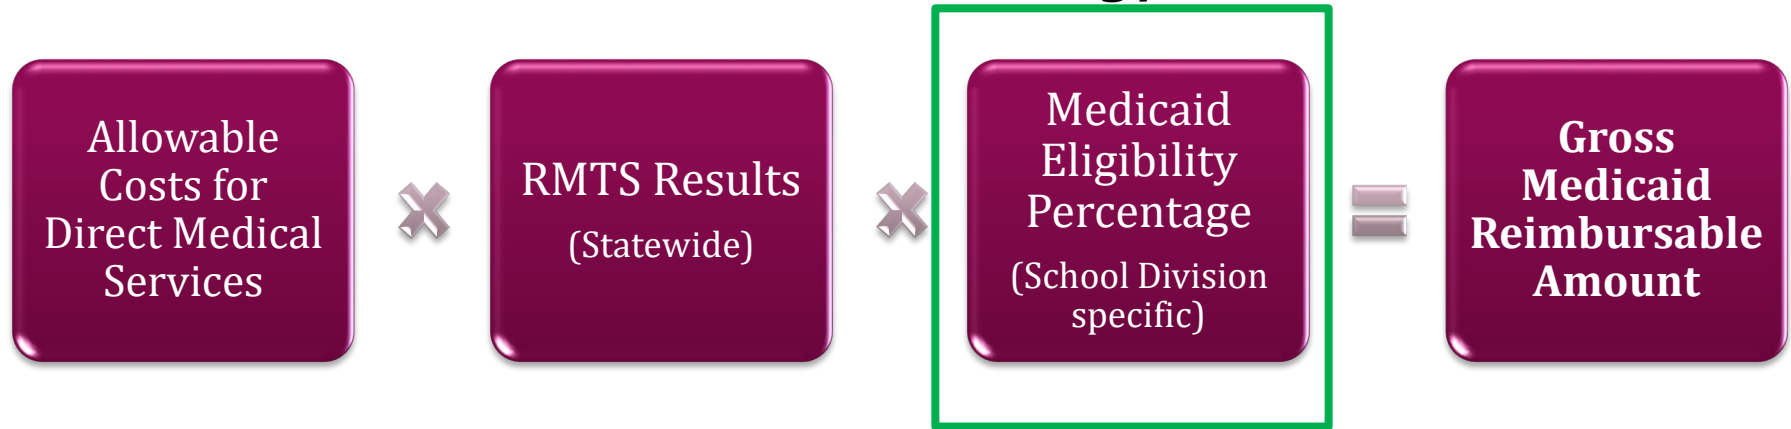 Allowable
Costs for
Direct Medical
Services
RMTS Results
(Statewide)
Medicaid
Eligibility
Percentage
(School Division
specific)
Gross
Medicaid
Reimbursable
Amount